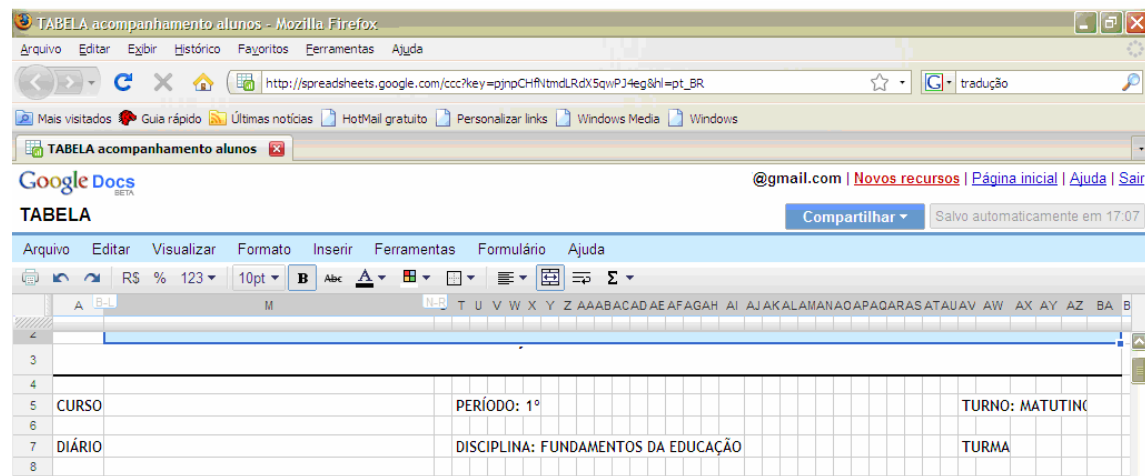 TABELA acompanhamento alunos - Mozilla Firefox
Arquivo Editar Exibir Histórico Favoritos Ferramentas Ajuda
http://spreadsheets.google.com/ccc?key=pjnpCHfNtmdLRdX5qwPJ4eg&hl=pt_BR G tradução
Mais visitados Guia rápido Últimas notícias HotMail gratuito Personalizar links Windows Media Windows
TABELA acompanhamento alunos
Google Docs BETA @gmail.com | Novos recursos | Página inicial | Ajuda | Sair
TABELA Compartilhar Salvo automaticamente em 17:07
Arquivo Editar Visualizar Formato Inserir Ferramentas Formulário Ajuda
R$ % 123 10pt B Abc A Σ
A B-L M N-R T U V W X Y Z AA AB AC AD AE AF AG AH AI AJ AK AL AM AN AO AP AQ AR AS AT AU AV AW AX AY AZ BA B
2
3
4
5 CURSO PERÍODO: 1º TURNO: MATUTINO
6
7 DIÁRIO DISCIPLINA: FUNDAMENTOS DA EDUCAÇÃO TURMA
8